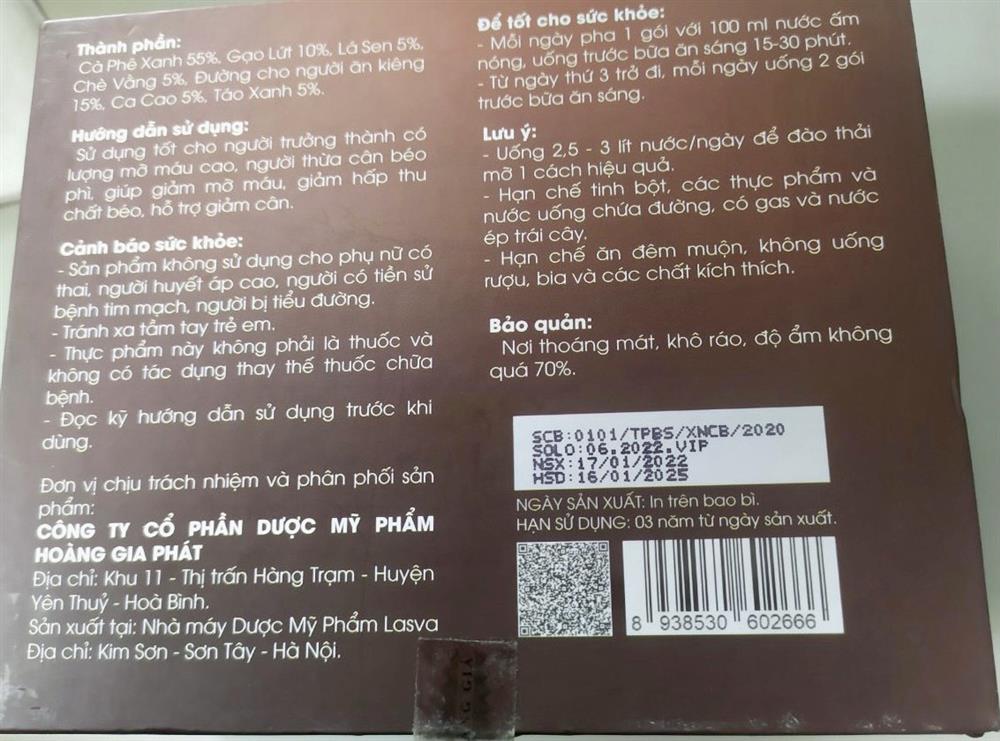 Thành phần:
Cà Phê Xanh 55%, Gạo Lứt 10%, Lá Sen 5%,
Chè Vằng 5%, Đường cho người ăn kiêng
15%, Ca Cao 5%, Táo Xanh 5%.
Hướng dẫn sử dụng:
Sử dụng tốt cho người trưởng thành có
lượng mỡ máu cao, người thừa cân béo
phì, giúp giảm mỡ máu, giảm hấp thu
chất béo, hỗ trợ giảm cân.
Cảnh báo sức khỏe:
- Sản phẩm không sử dụng cho phụ nữ có
thai, người huyết áp cao, người có tiền sử
bệnh tim mạch, người bị tiểu đường.
- Tránh xa tầm tay trẻ em.
- Thực phẩm này không phải là thuốc và
không có tác dụng thay thế thuốc chữa
bệnh.
- Đọc kỹ hướng dẫn sử dụng trước khi
dùng.
Đơn vị chịu trách nhiệm và phân phối sản
phẩm:
CÔNG TY CỔ PHẦN DƯỢC MỸ PHẨM
HOÀNG GIA PHÁT
Địa chỉ: Khu 11 - Thị trấn Hàng Trạm - Huyện
Yên Thuỷ - Hoà Bình.
Sản xuất tại: Nhà máy Dược Mỹ Phẩm Lasva
Địa chỉ: Kim Sơn - Sơn Tây - Hà Nội.
Để tốt cho sức khỏe:
- Mỗi ngày pha 1 gói với 100 ml nước ấm
nóng, uống trước bữa ăn sáng 15-30 phút.
- Từ ngày thứ 3 trở đi, mỗi ngày uống 2 gói
trước bữa ăn sáng.
Lưu ý:
- Uống 2,5 - 3 lít nước/ngày để đào thải
mỡ 1 cách hiệu quả.
- Hạn chế tinh bột, các thực phẩm và
nước uống chứa đường, có gas và nước
ép trái cây.
- Hạn chế ăn đêm muộn, không uống
rượu, bia và các chất kích thích.
Bảo quản:
Nơi thoáng mát, khô ráo, độ ẩm không
quá 70%.
SCB:0101/TPBS/XNCB/2020
SOLO:06.2022.VIP
NSX:17/01/2022
HSD:16/01/2025
NGÀY SẢN XUẤT: In trên bao bì.
HẠN SỬ DỤNG: 03 năm từ ngày sản xuất.
8 938530 602666